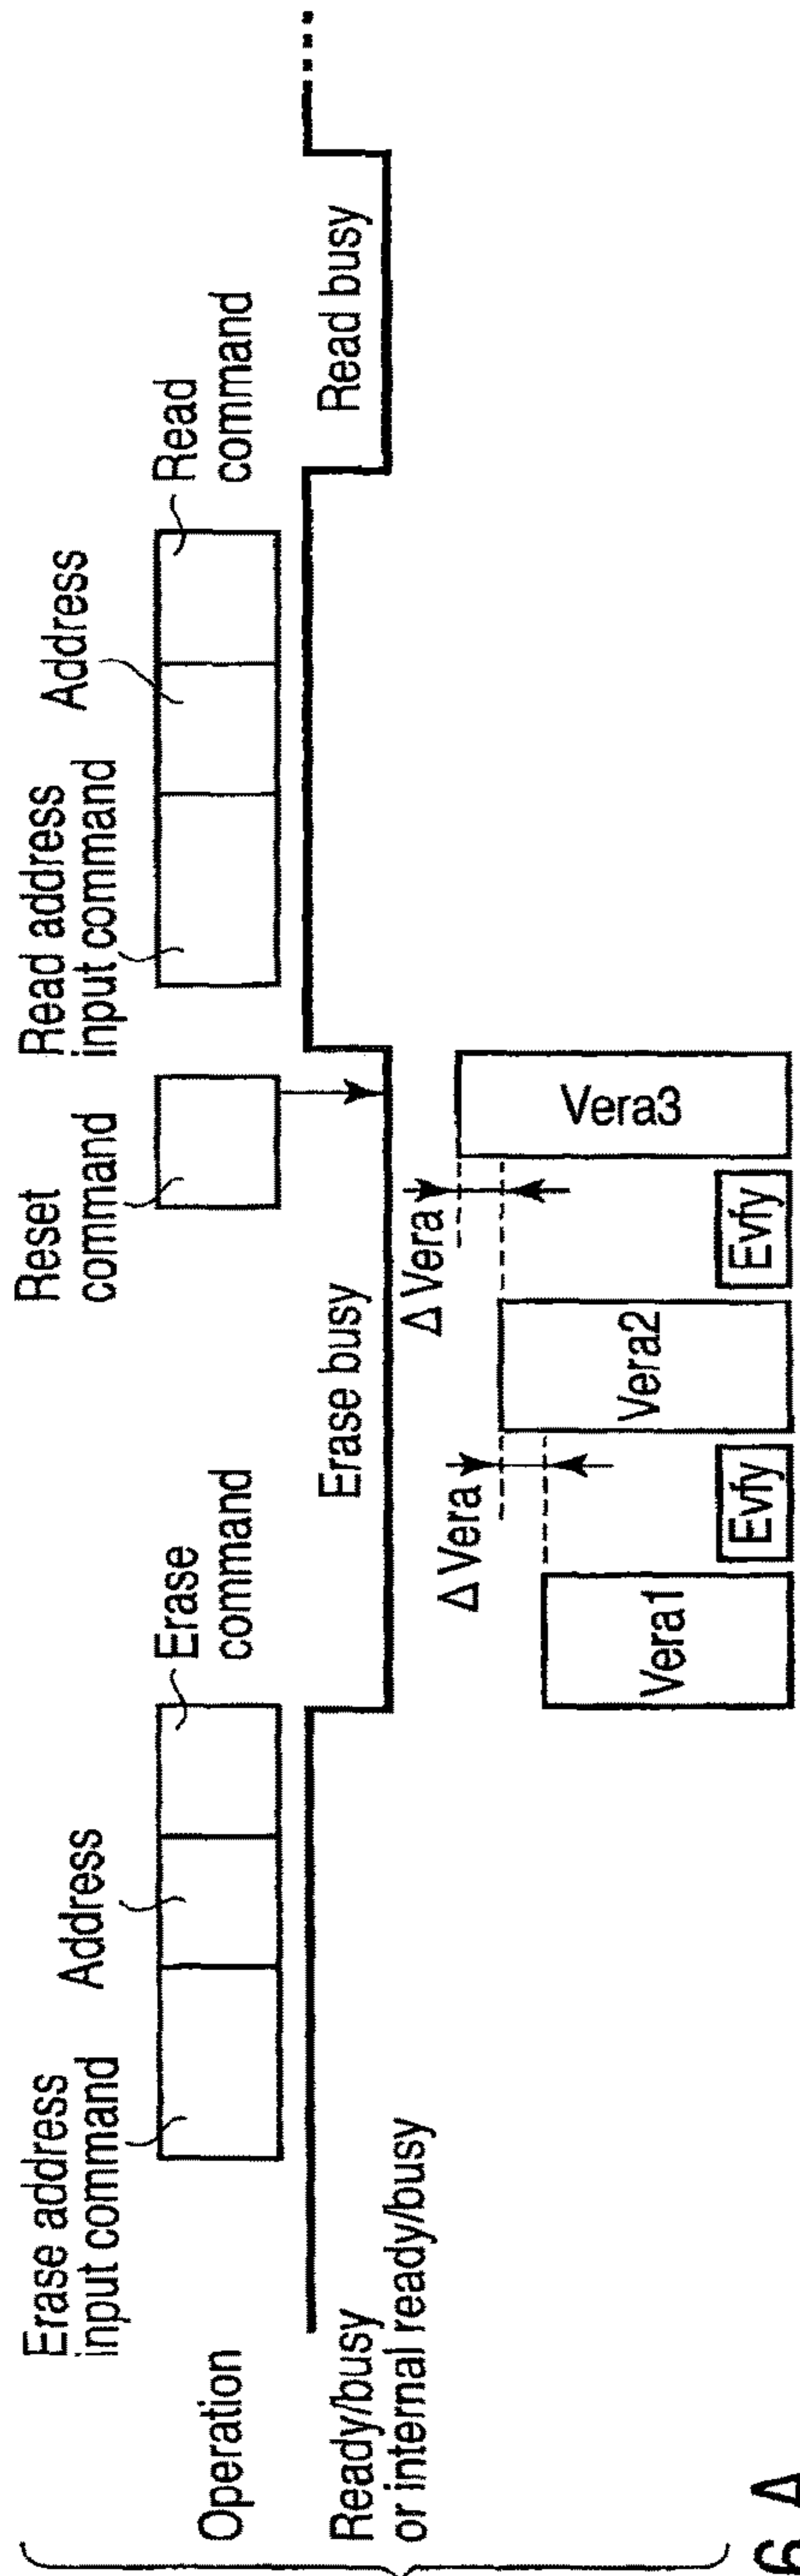 Erase address
input command
Address
Erase
command
Reset
command
Read address
input command
Address
Read
command
Operation
Ready/busy
or internal ready/busy
Erase busy
Read busy
Δ Vera
Δ Vera
Vera1
Evfy
Vera2
Evfy
Vera3
6 A